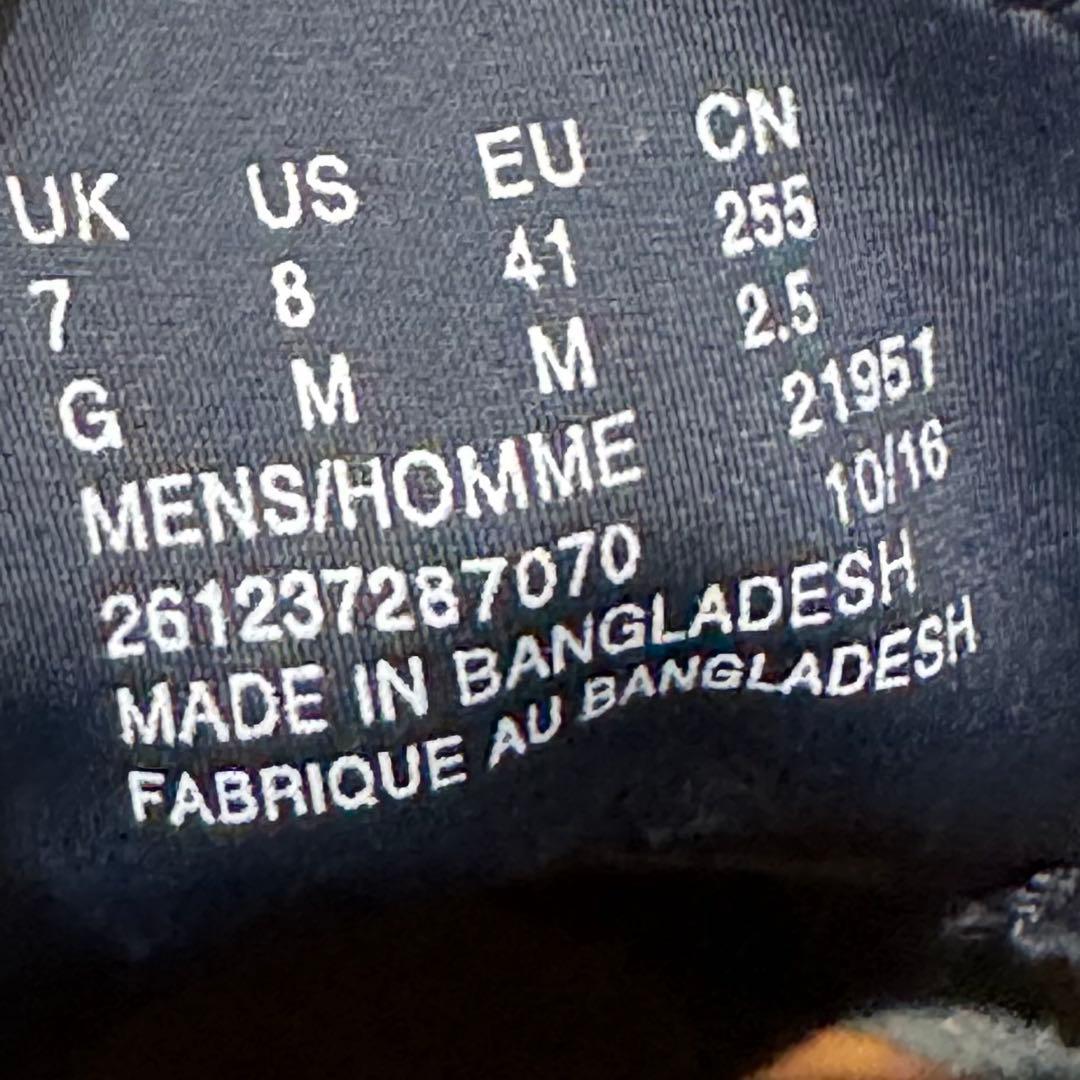 UK US EU CN
7 8 41 255
G M M 2.5
MENS/HOMME 21951
261237287070 10/16
MADE IN BANGLADESH
FABRIQUE AU BANGLADESH